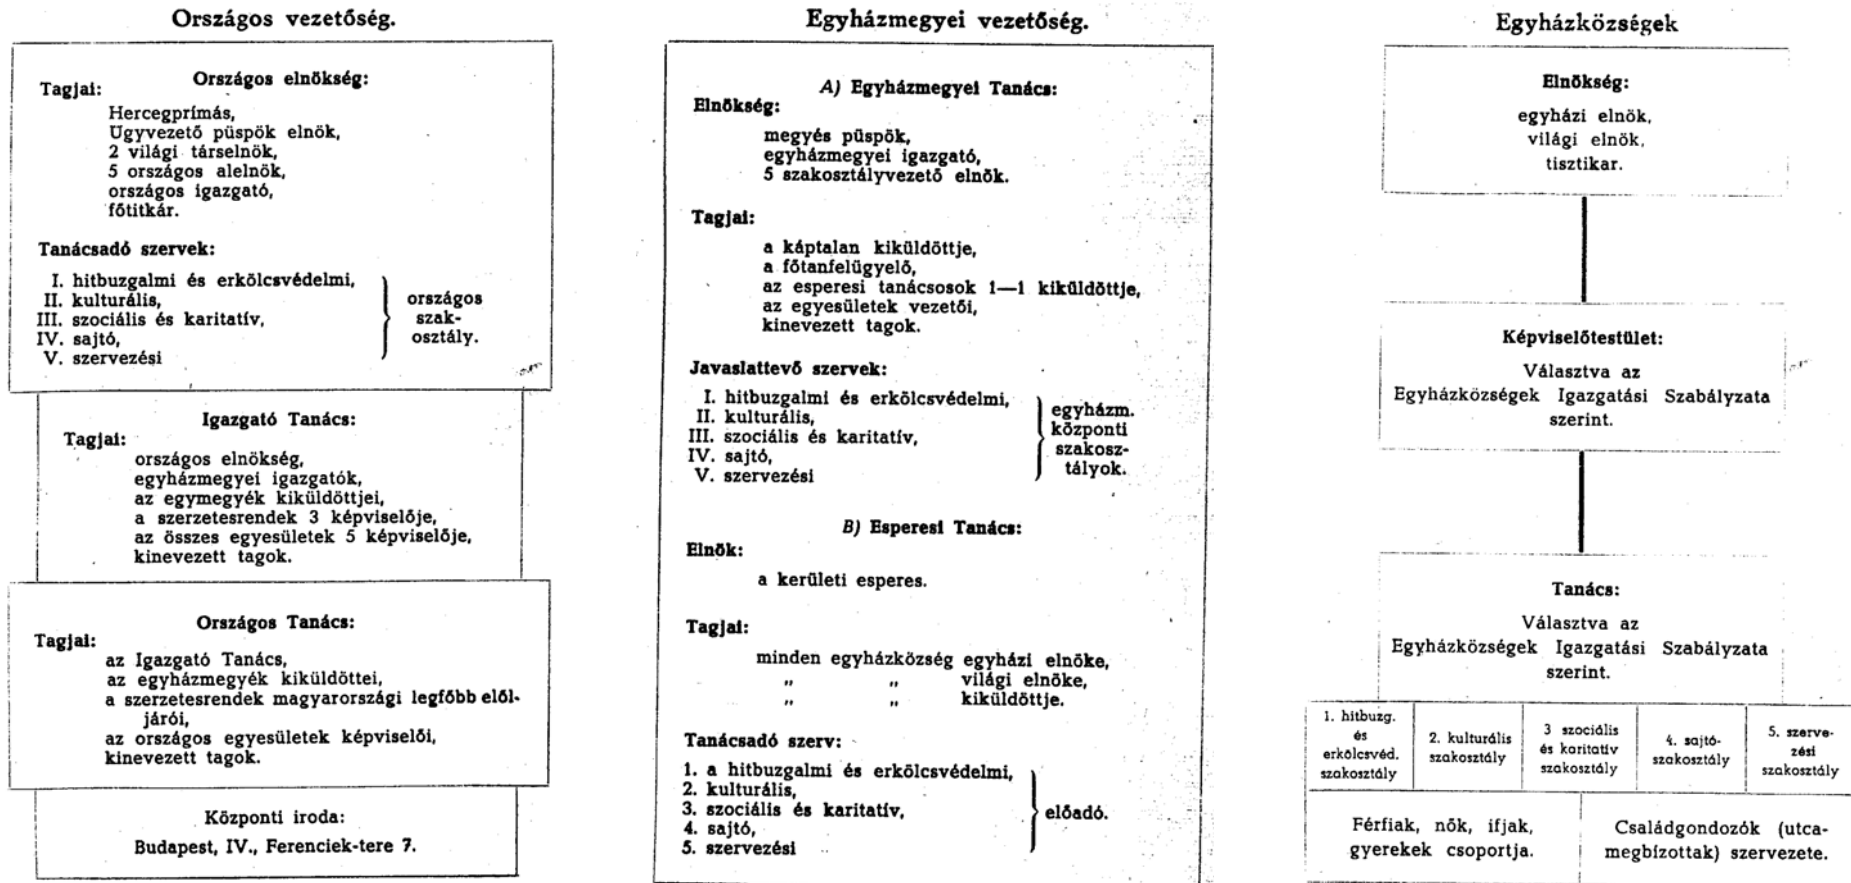 Országos vezetőség.
Országos elnökség:
Tagjai:
Hercegprímás,
Ügyvezető püspök elnök,
2 világi társelnök,
5 országos alelnök,
országos igazgató,
főtitkár.
Tanácsadó szervek:
I. hitbuzgalmi és erkölcsvédelmi,
II. kulturális,
III. szociális és karitatív,
IV. sajtó,
V. szervezési
országos
szak-
osztály.
Igazgató Tanács:
Tagjai:
országos elnökség,
egyházmegyei igazgatók,
az egymegyék kiküldöttjei,
a szerzetesrendek 3 képviselője,
az összes egyesületek 5 képviselője,
kinevezett tagok.
Országos Tanács:
Tagjai:
az Igazgató Tanács,
az egyházmegyék kiküldöttei,
a szerzetesrendek magyarországi legfőbb elől-
járói,
az országos egyesületek képviselői,
kinevezett tagok.
Központi iroda:
Budapest, IV., Ferenciek-tere 7.
Egyházmegyei vezetőség.
A) Egyházmegyei Tanács:
Elnökség:
megyés püspök,
egyházmegyei igazgató,
5 szakosztályvezető elnök.
Tagjai:
a káptalan kiküldöttje,
a főtanfelügyelő,
az esperesi tanácsosok 1—1 kiküldöttje,
az egyesületek vezetői,
kinevezett tagok.
Javaslattevő szervek:
I. hitbuzgalmi és erkölcsvédelmi,
II. kulturális,
III. szociális és karitatív,
IV. sajtó,
V. szervezési
egyházm.
központi
szakosz-
tályok.
B) Esperesi Tanács:
Elnök:
a kerületi esperes.
Tagjai:
minden egyházközség egyházi elnöke,
„ „ világi elnöke,
„ „ kiküldöttje.
Tanácsadó szerv:
1. a hitbuzgalmi és erkölcsvédelmi,
2. kulturális,
3. szociális és karitatív,
4. sajtó,
5. szervezési
előadó.
Egyházközségek
Elnökség:
egyházi elnök,
világi elnök,
tisztikar.
Képviselőtestület:
Választva az
Egyházközségek Igazgatási Szabályzata
szerint.
Tanács:
Választva az
Egyházközségek Igazgatási Szabályzata
szerint.
1. hitbuzg.
és
erkölcsvéd.
szakosztály
2. kulturális
szakosztály
3 szociális
és karitatív
szakosztály
4. sajtó-
szakosztály
5. szerve-
zési
szakosztály
Férfiak, nők, ifjak,
gyerekek csoportja.
Családgondozók (utca-
megbízottak) szervezete.